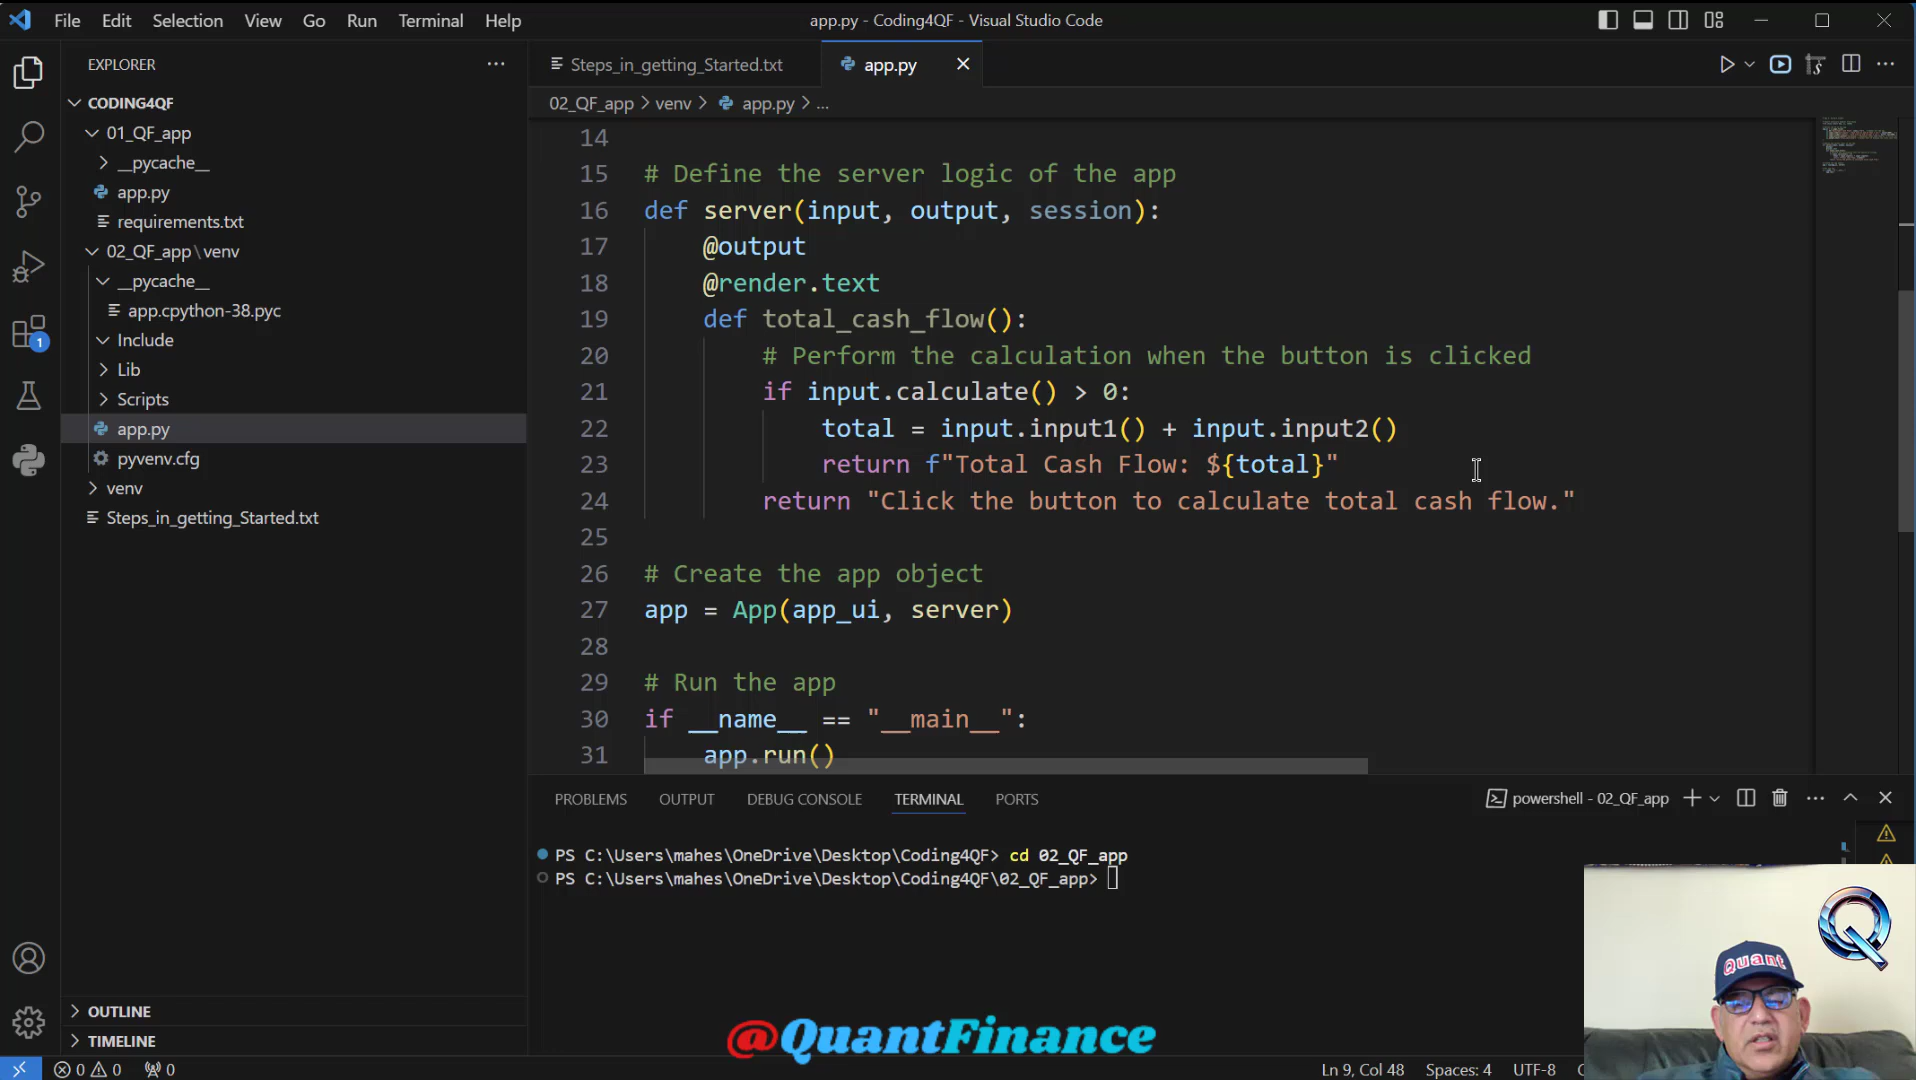 File Edit Selection View Go Run Terminal Help
app.py - Coding4QF - Visual Studio Code
EXPLORER
CODING4QF
01_QF_app
__pycache__
app.py
requirements.txt
02_QF_app\venv
__pycache__
app.cpython-38.pyc
Include
Lib
Scripts
app.py
pyvenv.cfg
venv
Steps_in_getting_Started.txt
OUTLINE
TIMELINE
1
Steps_in_getting_Started.txt app.py
02_QF_app > venv > app.py > ...
14
15 # Define the server logic of the app
16 def server(input, output, session):
17 @output
18 @render.text
19 def total_cash_flow():
20 # Perform the calculation when the button is clicked
21 if input.calculate() > 0:
22 total = input.input1() + input.input2()
23 return f"Total Cash Flow: ${total}"
24 return "Click the button to calculate total cash flow."
25
26 # Create the app object
27 app = App(app_ui, server)
28
29 # Run the app
30 if __name__ == "__main__":
31 app.run()
PROBLEMS OUTPUT DEBUG CONSOLE TERMINAL PORTS
powershell - 02_QF_app
PS C:\Users\mahes\OneDrive\Desktop\Coding4QF> cd 02_QF_app
PS C:\Users\mahes\OneDrive\Desktop\Coding4QF\02_QF_app>
Q
Quant
@QuantFinance
0 0 0
Ln 9, Col 48 Spaces: 4 UTF-8